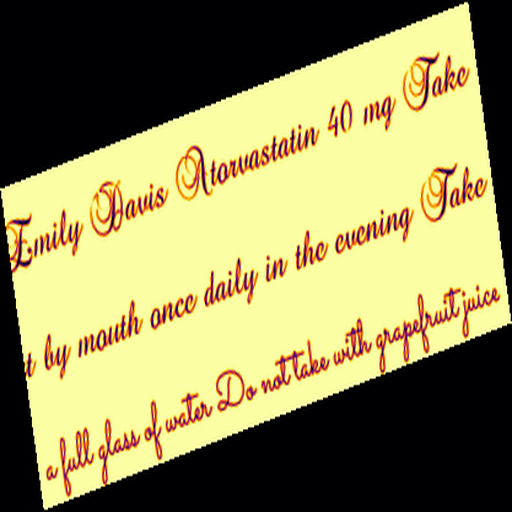 Emily Davis Atorvastatin 40 mg Take
by mouth once daily in the evening Take
a full glass of water Do not take with grapefruit juice